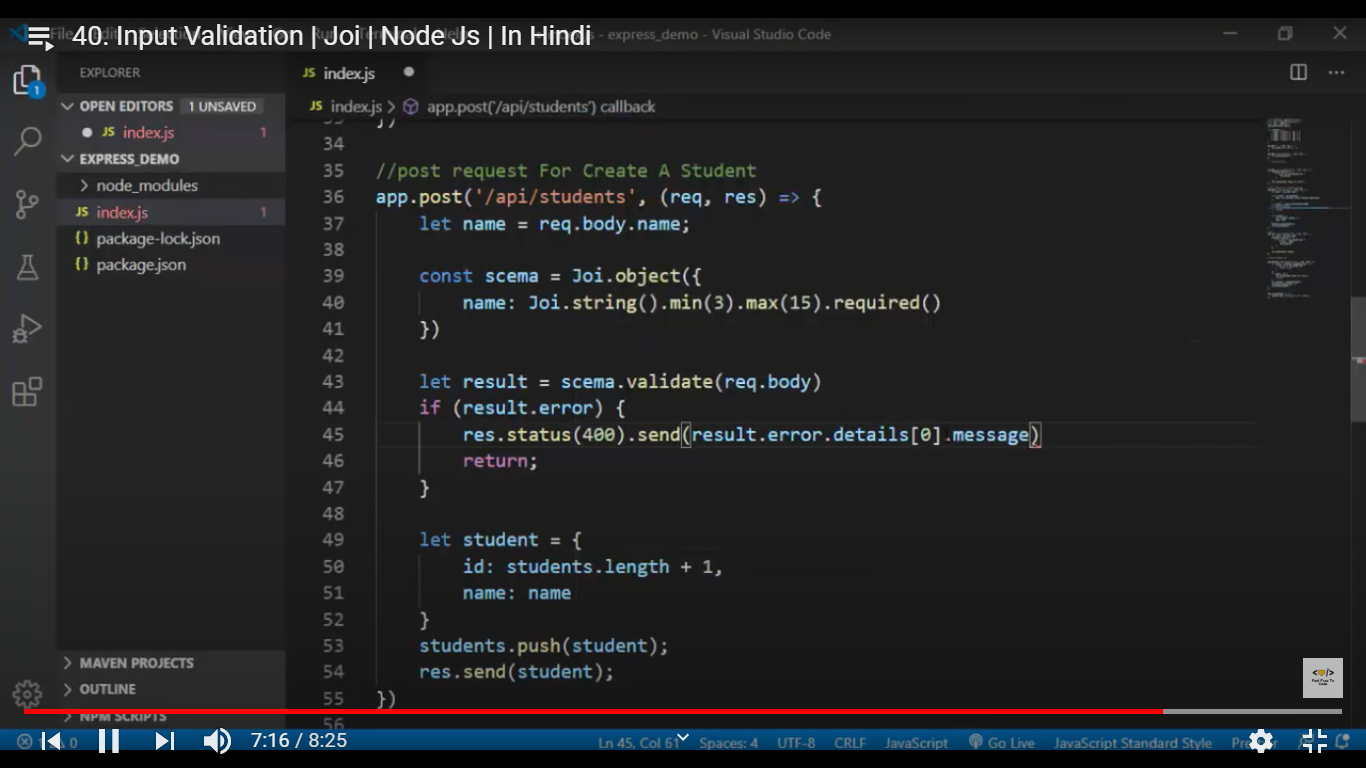 40. Input Validation | Joi | Node Js | In Hindi
- express_demo - Visual Studio Code
EXPLORER
OPEN EDITORS 1 UNSAVED
JS index.js 1
EXPRESS_DEMO
node_modules
JS index.js 1
{} package-lock.json
{} package.json
MAVEN PROJECTS
OUTLINE
NPM SCRIPTS
JS index.js
JS index.js > app.post('/api/students') callback
34
35 //post request For Create A Student
36 app.post('/api/students', (req, res) => {
37 let name = req.body.name;
38
39 const scema = Joi.object({
40 name: Joi.string().min(3).max(15).required()
41 })
42
43 let result = scema.validate(req.body)
44 if (result.error) {
45 res.status(400).send(result.error.details[0].message)
46 return;
47 }
48
49 let student = {
50 id: students.length + 1,
51 name: name
52 }
53 students.push(student);
54 res.send(student);
55 })
56
7:16 / 8:25
Ln 45, Col 61 Spaces: 4 UTF-8 CRLF JavaScript Go Live JavaScript Standard Style